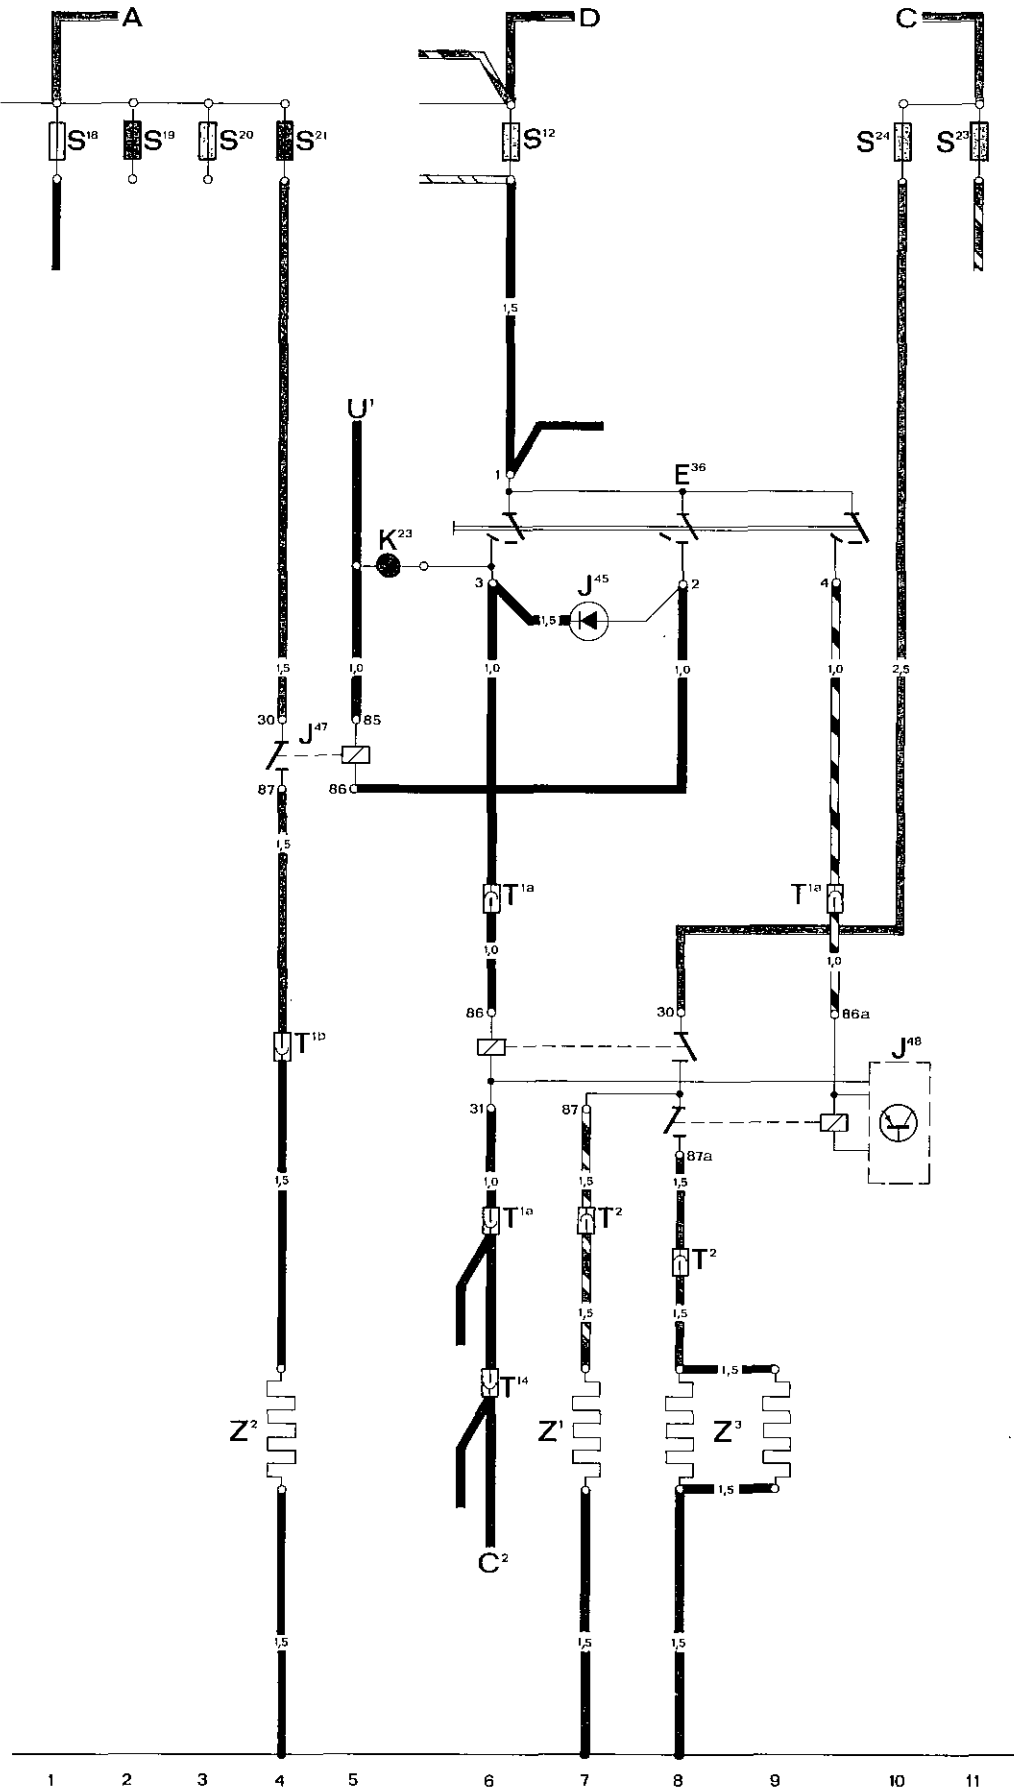 A D C
S18 S19 S20 S21 S12 S24 S23
1,5
U1
1 E36
K23
3 J45 2 4
1,5
1,5 1,0 1,0 1,0 1,0 2,5
30 J47 85
87 86
1,5
T1a T1a
1,0 1,0
86 30 86a
T1b J48
31 87
87a
1,5 1,0 1,5 1,5
T1a T2
T2
1,5 1,5
1,5
T14
Z2 Z1 Z3
1,5
C2
1,5 1,5 1,5
1 2 3 4 5 6 7 8 9 10 11